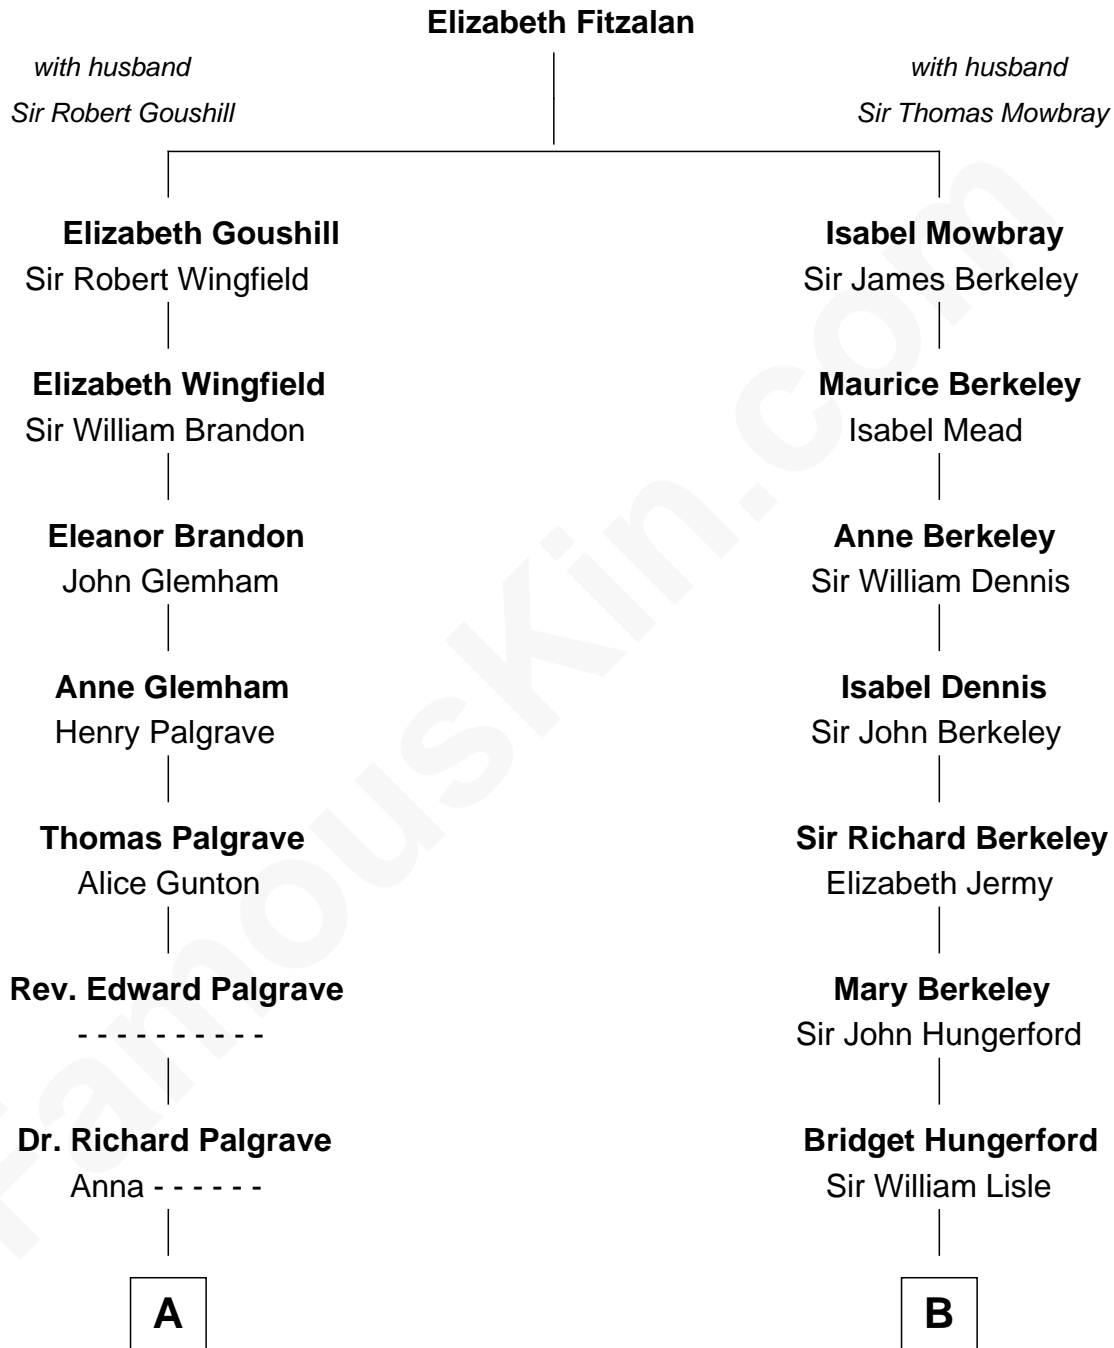 Elizabeth Fitzalan
with husband
Sir Robert Goushill
with husband
Sir Thomas Mowbray
Elizabeth Goushill
Sir Robert Wingfield
Isabel Mowbray
Sir James Berkeley
Elizabeth Wingfield
Sir William Brandon
Maurice Berkeley
Isabel Mead
Eleanor Brandon
John Glemham
Anne Berkeley
Sir William Dennis
Anne Glemham
Henry Palgrave
Isabel Dennis
Sir John Berkeley
Thomas Palgrave
Alice Gunton
Sir Richard Berkeley
Elizabeth Jermy
Rev. Edward Palgrave
- - - - - - - - - -
Mary Berkeley
Sir John Hungerford
Dr. Richard Palgrave
Anna - - - - - -
Bridget Hungerford
Sir William Lisle
A
B
FamousKin.com